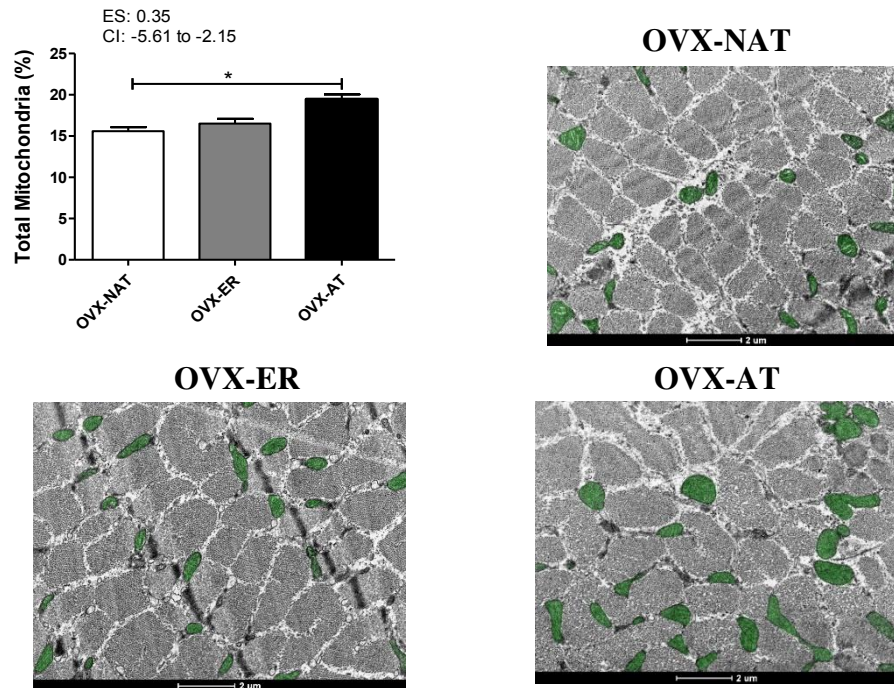 ES: 0.35
CI: -5.61 to -2.15
*
Total Mitochondria (%)
25
20
15
10
5
0
OVX-NAT
OVX-ER
OVX-AT
OVX-NAT
2 um
OVX-ER
2 um
OVX-AT
2 um